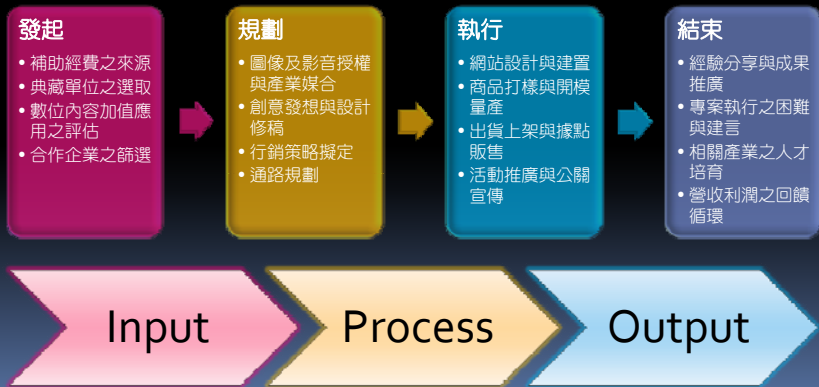 發起
• 補助經費之來源
• 典藏單位之選取
• 數位內容加值應
用之評估
• 合作企業之篩選
規劃
• 圖像及影音授權
與產業媒合
• 創意發想與設計
修稿
• 行銷策略擬定
• 通路規劃
執行
• 網站設計與建置
• 商品打樣與開模
量產
• 出貨上架與據點
販售
• 活動推廣與公關
宣傳
結束
• 經驗分享與成果
推廣
• 專案執行之困難
與建言
• 相關產業之人才
培育
• 營收利潤之回饋
循環
Input
Process
Output